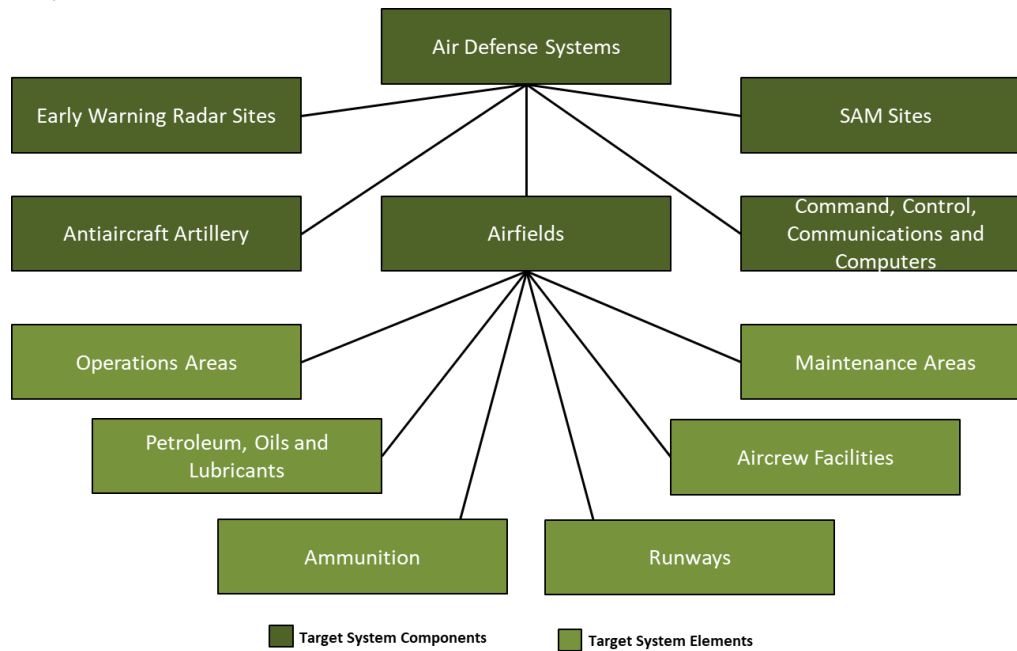 Air Defense Systems
Early Warning Radar Sites
SAM Sites
Antiaircraft Artillery
Airfields
Command, Control,
Communications and
Computers
Operations Areas
Maintenance Areas
Petroleum, Oils and
Lubricants
Aircrew Facilities
Ammunition
Runways
Target System Components
Target System Elements